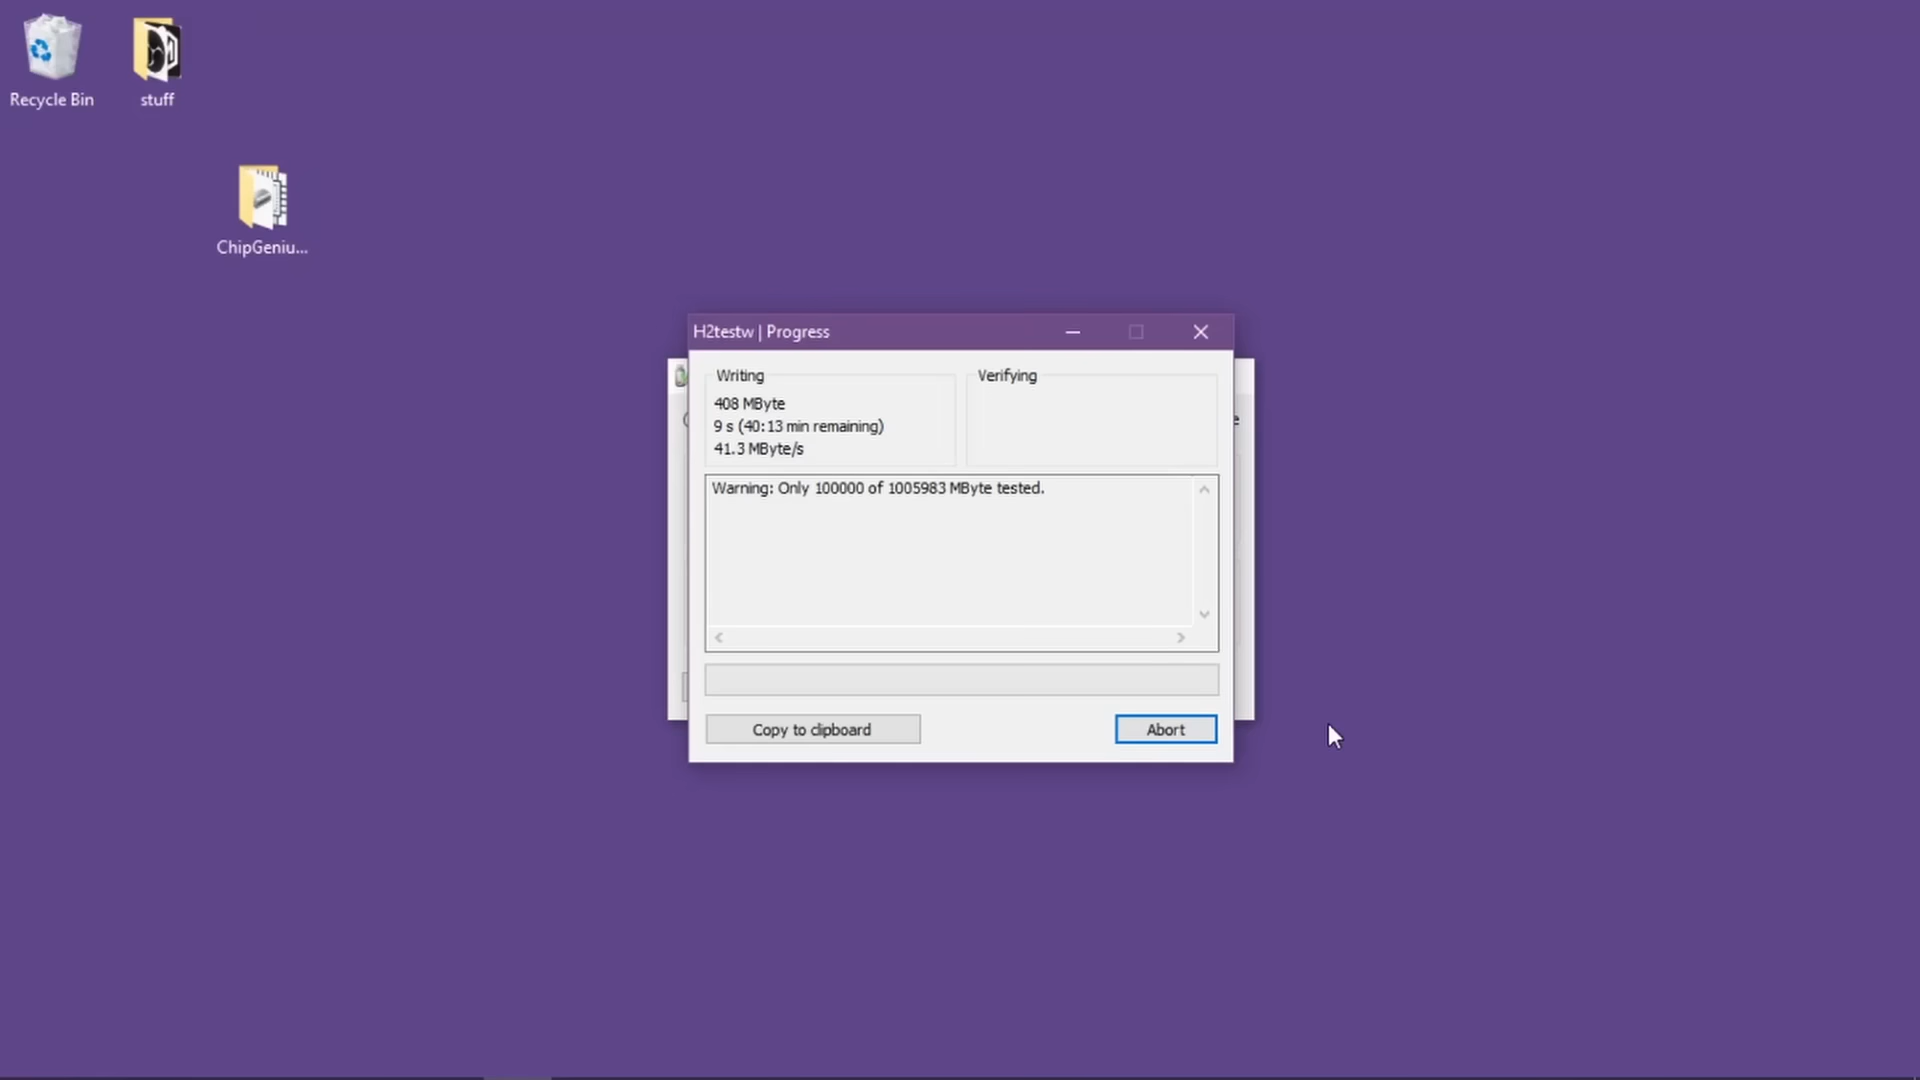 Recycle Bin
stuff
ChipGeniu...
H2testw | Progress
Writing
408 MByte
9 s (40:13 min remaining)
41.3 MByte/s
Verifying
Warning: Only 100000 of 1005983 MByte tested.
Copy to clipboard
Abort